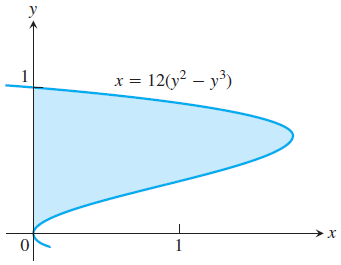 y
1
x = 12(y² – y³)
x
0
1